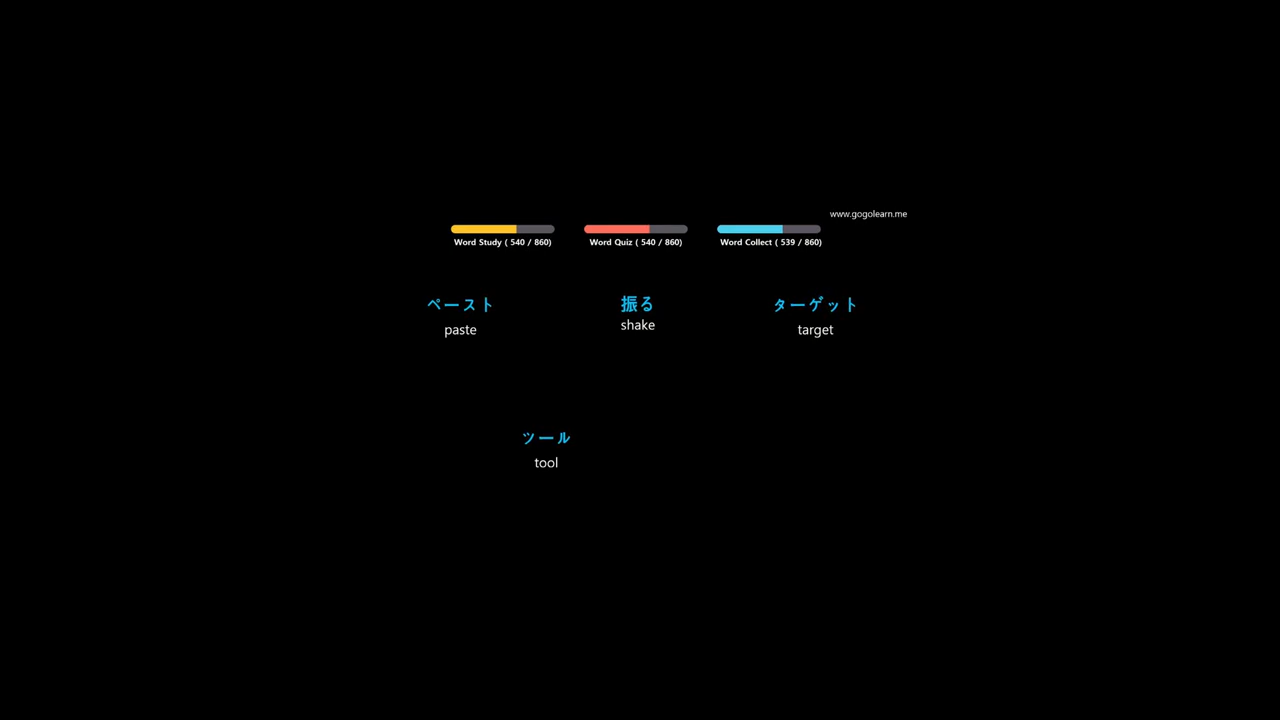 www.gogolearn.me
Word Study ( 540 / 860)
Word Quiz ( 540 / 860)
Word Collect ( 539 / 860)
ペースト
paste
振る
shake
ターゲット
target
ツール
tool